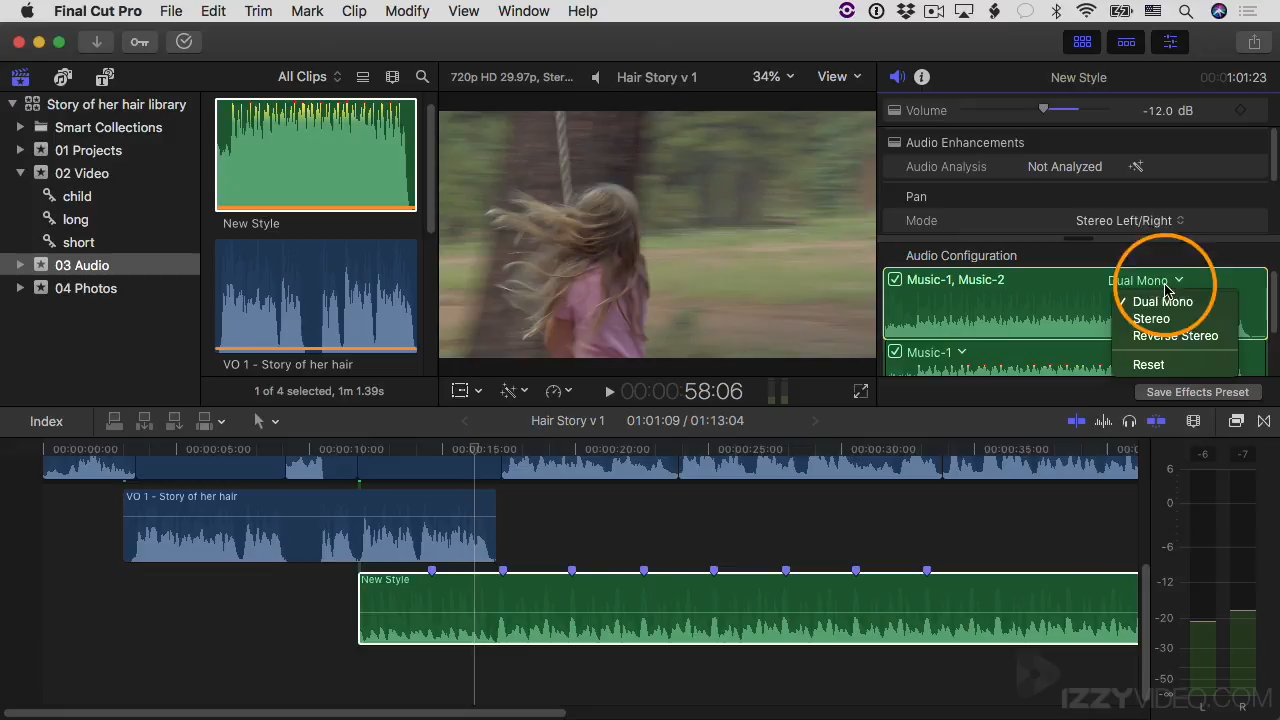 Final Cut Pro File Edit Trim Mark Clip Modify View Window Help
All Clips
720p HD 29.97p, Ster... Hair Story v 1 34% View
New Style 00:00:01:01:23
Story of her hair library
Smart Collections
01 Projects
02 Video
child
long
short
03 Audio
04 Photos
New Style
VO 1 - Story of her hair
1 of 4 selected, 1m 1.39s
00:00:58:06
Volume -12.0 dB
Audio Enhancements
Audio Analysis Not Analyzed
Pan
Mode Stereo Left/Right
Audio Configuration
Music-1, Music-2 Dual Mono
Dual Mono
Stereo
Reverse Stereo
Reset
Music-1
Save Effects Preset
Index Hair Story v 1 01:01:09 / 01:13:04
00:00:00:00 00:00:05:00 00:00:10:00 00:00:15:00 00:00:20:00 00:00:25:00 00:00:30:00 00:00:35:00
VO 1 - Story of her hair
New Style
-6 -7
6
0
-6
-12
-20
-30
-50
-∞
L R
IZZYVIDEO.COM